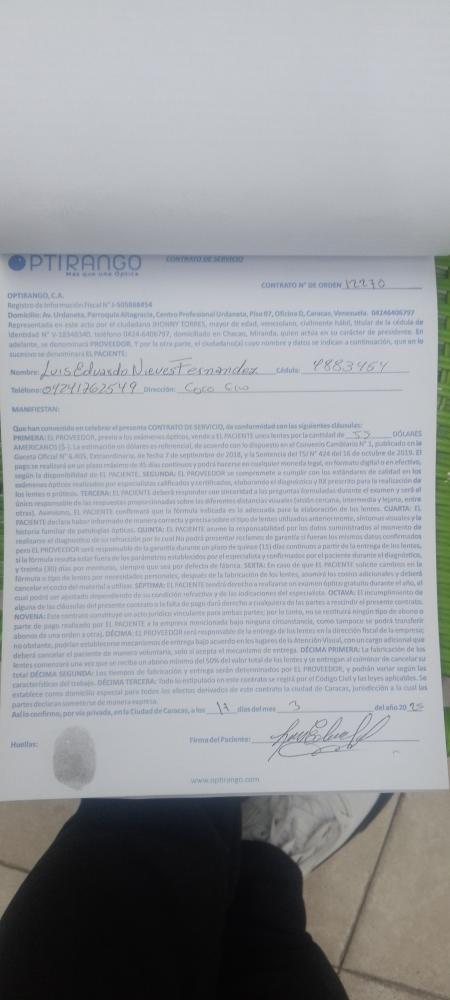 OPTIRANGO
Más que una Óptica
CONTRATO DE SERVICIO
CONTRATO N° DE ORDEN 12270
OPTIRANGO, C.A.
Registro de Información Fiscal N° J-505868454
Domicilio: Av. Urdaneta, Parroquia Altagracia, Centro Profesional Urdaneta, Piso 07, Oficina D, Caracas, Venezuela. 04246406797
Representada en este acto por el ciudadano JHONNY TORRES, mayor de edad, venezolano, civilmente hábil, titular de la cédula de
identidad N° V-18348340, teléfono 0424-6406797, domiciliado en Chacao, Miranda, quien actúa en su carácter de presidente. En
adelante, se denominará PROVEEDOR. Y por la otra parte, el ciudadano(a) cuyo nombre y datos se indican a continuación, que en lo
sucesivo se denominará EL PACIENTE:
Nombre: Luis Eduardo Nieves Fernandez Cédula: 4883464
Teléfono: 04241262549 Dirección: Coco
MANIFIESTAN:
Que han convenido en celebrar el presente CONTRATO DE SERVICIO, de conformidad con las siguientes cláusulas:
PRIMERA: EL PROVEEDOR, previo a los exámenes ópticos, vende a EL PACIENTE unos lentes por la cantidad de 55 DÓLARES
AMERICANOS ($-). La estimación en dólares es referencial, de acuerdo con lo dispuesto en el Convenio Cambiario N° 1, publicado en la
Gaceta Oficial N° 6.405, Extraordinario, de fecha 7 de septiembre de 2018, y la Sentencia del TSJ N° 424 del 16 de octubre de 2019. El
pago se realizará en un plazo máximo de 45 días continuos y podrá hacerse en cualquier moneda legal, en formato digital o en efectivo,
según la disponibilidad de EL PACIENTE. SEGUNDA: EL PROVEEDOR se compromete a cumplir con los estándares de calidad en los
exámenes ópticos realizados por especialistas calificados y certificados, elaborando el diagnóstico y RX prescrito para la realización
de los lentes o prótesis. TERCERA: EL PACIENTE deberá responder con sinceridad a las preguntas formuladas durante el examen y será el
único responsable de las respuestas proporcionadas sobre las diferentes distancias visuales (visión cercana, intermedia y lejana, entre
otras). Asimismo, EL PACIENTE confirmará que la fórmula indicada es la adecuada para la elaboración de los lentes. CUARTA: EL
PACIENTE declara haber informado de manera correcta y precisa sobre el tipo de lentes utilizados anteriormente, síntomas visuales y la
historia familiar de patologías ópticas. QUINTA: EL PACIENTE asume la responsabilidad por los datos suministrados al momento de
realizarse el diagnóstico de su refracción por lo cual No podrá presentar reclamos de garantía si fueran los mismos datos confirmados
pero EL PROVEEDOR será responsable de la garantía durante un plazo de quince (15) días continuos a partir de la entrega de los lentes,
si la fórmula resulta estar fuera de los parámetros establecidos por el especialista y confirmados por el paciente durante el diagnóstico,
y treinta (30) días por monturas, siempre que sea por defecto de fábrica. SEXTA: En caso de que EL PACIENTE solicite cambios en la
fórmula o tipo de lentes por necesidades personales, después de la fabricación de los lentes, asumirá los costos adicionales y deberá
cancelar el costo del material a utilizar. SÉPTIMA: EL PACIENTE tendrá derecho a realizarse un examen óptico gratuito durante el año, el
cual podrá ser ajustado dependiendo de su condición refractiva y de las indicaciones del especialista. OCTAVA: El incumplimiento de
alguna de las cláusulas del presente contrato o la falta de pago dará derecho a cualquiera de las partes a rescindir el presente contrato.
NOVENA: Este contrato constituye un acto jurídico vinculante para ambas partes; por lo tanto, no se restituirá ningún tipo de abono o
parte de pago realizado por EL PACIENTE a la empresa mencionada bajo ninguna circunstancia, como tampoco se podrá transferir
abonos de una orden a otra). DÉCIMA: EL PROVEEDOR será responsable de la entrega de los lentes en la dirección fiscal de la empresa;
no obstante, podrían establecerse mecanismos de entrega bajo acuerdo en los lugares de la Atención Visual, con cargo adicional que
deberá cancelar el paciente de manera voluntaria, solo si acepta el mecanismo de entrega. DÉCIMA PRIMERA: La fabricación de los
lentes comenzará una vez que se reciba un abono mínimo del 50% del valor total de los lentes y se entregan al culminar de cancelar su
total DÉCIMA SEGUNDA: Los tiempos de fabricación y entrega serán determinados por EL PROVEEDOR, y podrán variar según las
características del trabajo. DÉCIMA TERCERA: Todo lo estipulado en este contrato se regirá por el Código Civil y las leyes aplicables. Se
establece como domicilio especial para todos los efectos derivados de este contrato la ciudad de Caracas, jurisdicción a la cual las
partes declaran someterse de manera expresa.
Así lo confirmo, por vía privada, en la Ciudad de Caracas, a los 17 días del mes 3 del año 2025
Huellas:
Firma del Paciente:
www.optirango.com